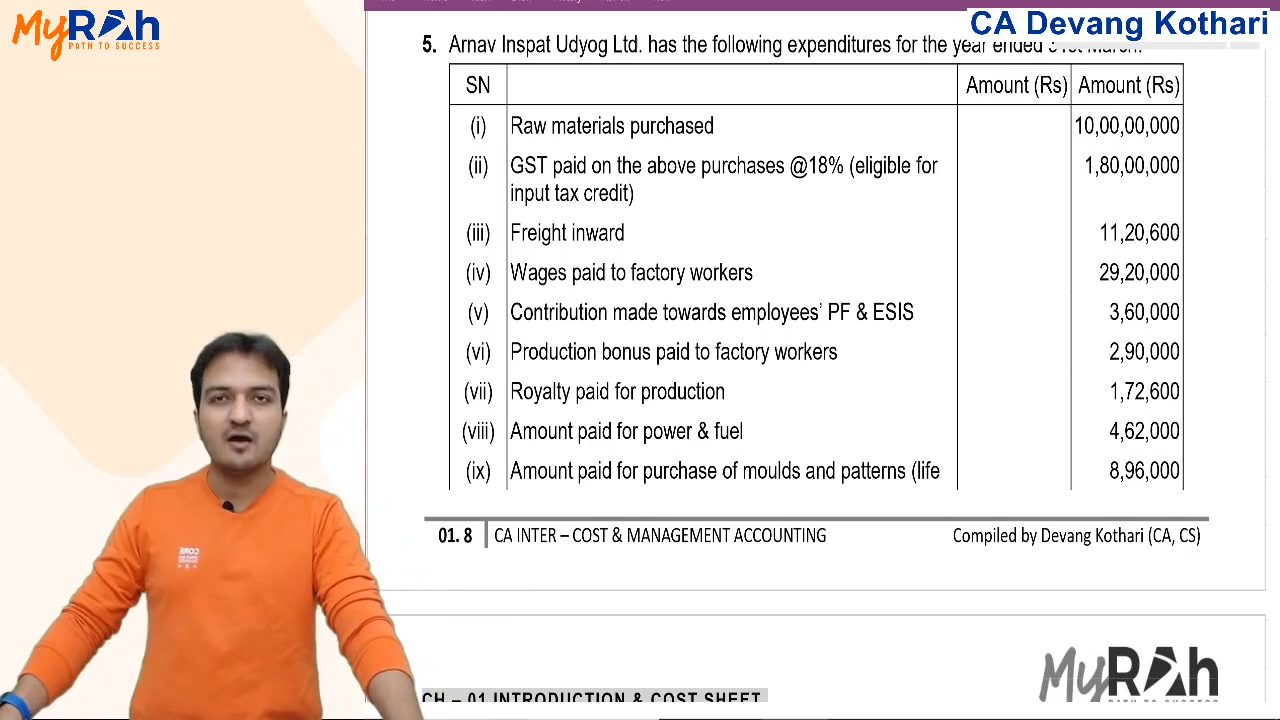 MyRAh
PATH TO SUCCESS
CA Devang Kothari
5. Arnav Inspat Udyog Ltd. has the following expenditures for the year ended 31st March:
SN Amount (Rs) Amount (Rs)
(i) Raw materials purchased 10,00,00,000
(ii) GST paid on the above purchases @18% (eligible for 1,80,00,000
input tax credit)
(iii) Freight inward 11,20,600
(iv) Wages paid to factory workers 29,20,000
(v) Contribution made towards employees' PF & ESIS 3,60,000
(vi) Production bonus paid to factory workers 2,90,000
(vii) Royalty paid for production 1,72,600
(viii) Amount paid for power & fuel 4,62,000
(ix) Amount paid for purchase of moulds and patterns (life 8,96,000
01. 8 CA INTER – COST & MANAGEMENT ACCOUNTING Compiled by Devang Kothari (CA, CS)
MyRAh
CH – 01 INTRODUCTION & COST SHEET